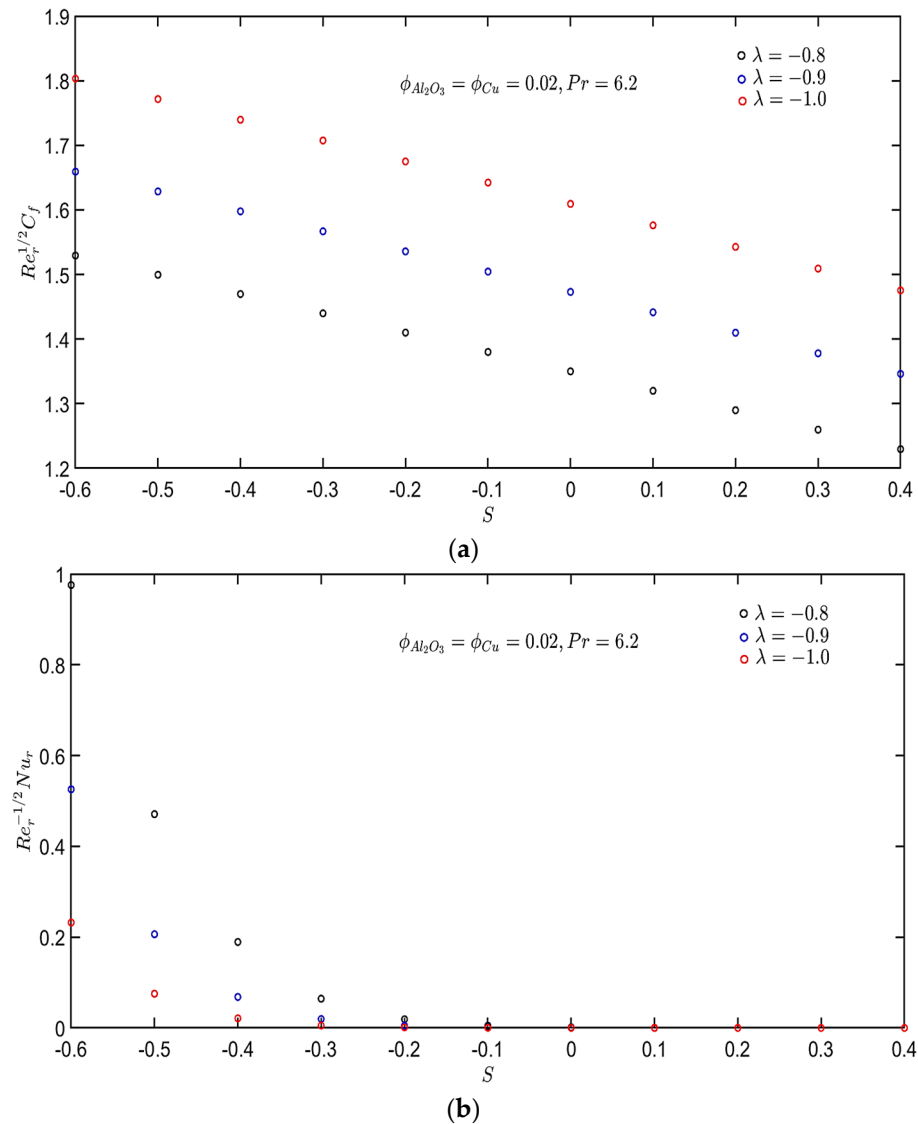 1.9
λ = −0.8
1.8
ϕ_{Al₂O₃} = ϕ_{Cu} = 0.02, Pr = 6.2
λ = −0.9
λ = −1.0
1.7
1.6
Re_r^{1/2}C_f
1.5
1.4
1.3
1.2
-0.6 -0.5 -0.4 -0.3 -0.2 -0.1 0 0.1 0.2 0.3 0.4
S
(a)
1
λ = −0.8
ϕ_{Al₂O₃} = ϕ_{Cu} = 0.02, Pr = 6.2
λ = −0.9
λ = −1.0
0.8
0.6
Re_r^{−1/2}Nu_r
0.4
0.2
0
-0.6 -0.5 -0.4 -0.3 -0.2 -0.1 0 0.1 0.2 0.3 0.4
S
(b)